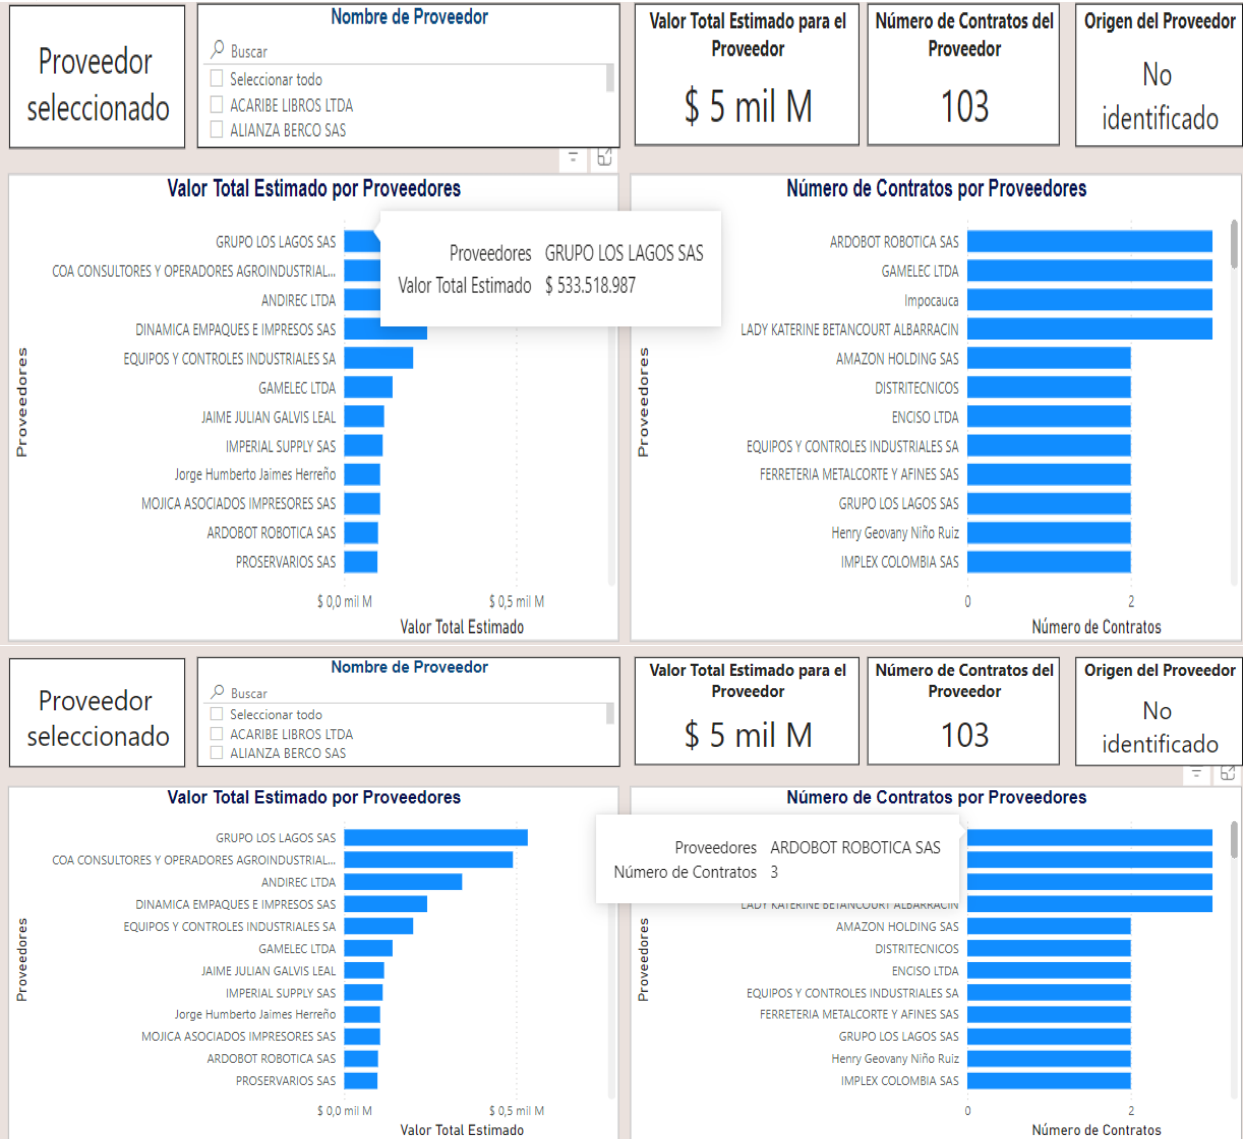 Proveedor
seleccionado
Nombre de Proveedor
Buscar
Seleccionar todo
ACARIBE LIBROS LTDA
ALIANZA BERCO SAS
Valor Total Estimado para el
Proveedor
$ 5 mil M
Número de Contratos del
Proveedor
103
Origen del Proveedor
No
identificado
Valor Total Estimado por Proveedores
Proveedores
GRUPO LOS LAGOS SAS
COA CONSULTORES Y OPERADORES AGROINDUSTRIAL...
ANDIREC LTDA
DINAMICA EMPAQUES E IMPRESOS SAS
EQUIPOS Y CONTROLES INDUSTRIALES SA
GAMELEC LTDA
JAIME JULIAN GALVIS LEAL
IMPERIAL SUPPLY SAS
Jorge Humberto Jaimes Herreño
MOJICA ASOCIADOS IMPRESORES SAS
ARDOBOT ROBOTICA SAS
PROSERVARIOS SAS
$ 0,0 mil M $ 0,5 mil M
Valor Total Estimado
Proveedores GRUPO LOS LAGOS SAS
Valor Total Estimado $ 533.518.987
Número de Contratos por Proveedores
Proveedores
ARDOBOT ROBOTICA SAS
GAMELEC LTDA
Impocauca
LADY KATERINE BETANCOURT ALBARRACIN
AMAZON HOLDING SAS
DISTRITECNICOS
ENCISO LTDA
EQUIPOS Y CONTROLES INDUSTRIALES SA
FERRETERIA METALCORTE Y AFINES SAS
GRUPO LOS LAGOS SAS
Henry Geovany Niño Ruiz
IMPLEX COLOMBIA SAS
0 2
Número de Contratos
Proveedor
seleccionado
Nombre de Proveedor
Buscar
Seleccionar todo
ACARIBE LIBROS LTDA
ALIANZA BERCO SAS
Valor Total Estimado para el
Proveedor
$ 5 mil M
Número de Contratos del
Proveedor
103
Origen del Proveedor
No
identificado
Valor Total Estimado por Proveedores
Proveedores
GRUPO LOS LAGOS SAS
COA CONSULTORES Y OPERADORES AGROINDUSTRIAL...
ANDIREC LTDA
DINAMICA EMPAQUES E IMPRESOS SAS
EQUIPOS Y CONTROLES INDUSTRIALES SA
GAMELEC LTDA
JAIME JULIAN GALVIS LEAL
IMPERIAL SUPPLY SAS
Jorge Humberto Jaimes Herreño
MOJICA ASOCIADOS IMPRESORES SAS
ARDOBOT ROBOTICA SAS
PROSERVARIOS SAS
$ 0,0 mil M $ 0,5 mil M
Valor Total Estimado
Número de Contratos por Proveedores
Proveedores ARDOBOT ROBOTICA SAS
Número de Contratos 3
Proveedores
LADY KATERINE BETANCOURT ALBARRACIN
AMAZON HOLDING SAS
DISTRITECNICOS
ENCISO LTDA
EQUIPOS Y CONTROLES INDUSTRIALES SA
FERRETERIA METALCORTE Y AFINES SAS
GRUPO LOS LAGOS SAS
Henry Geovany Niño Ruiz
IMPLEX COLOMBIA SAS
0 2
Número de Contratos